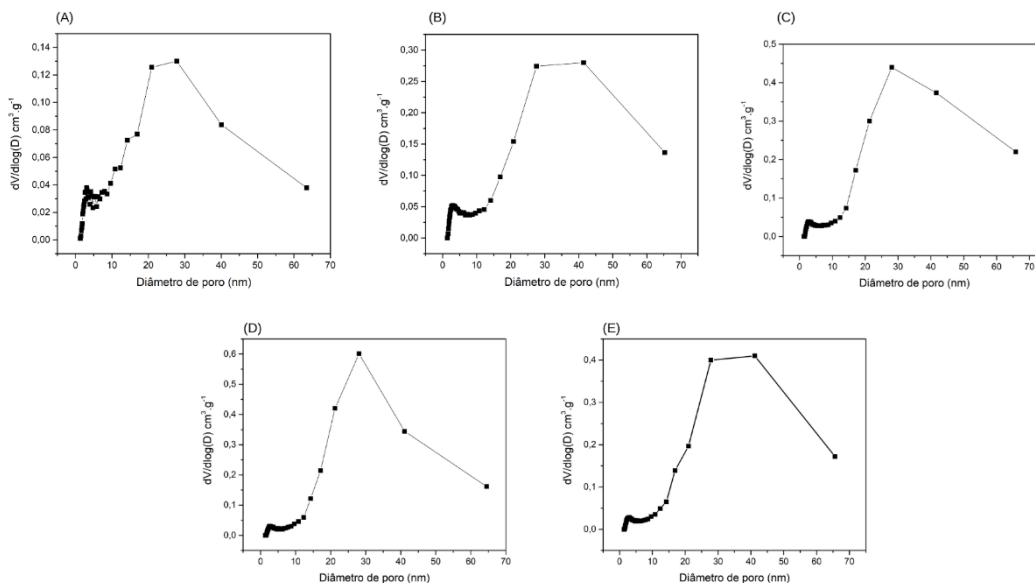 (A)
dV/dlog(D) cm³.g⁻¹
0,14
0,12
0,10
0,08
0,06
0,04
0,02
0,00
0 10 20 30 40 50 60 70
Diâmetro de poro (nm)
(B)
dV/dlog(D) cm³.g⁻¹
0,35
0,30
0,25
0,20
0,15
0,10
0,05
0,00
0 10 20 30 40 50 60 70
Diâmetro de poro (nm)
(C)
dV/dlog(D) cm³.g⁻¹
0,5
0,4
0,3
0,2
0,1
0,0
0 10 20 30 40 50 60 70
Diâmetro de poro (nm)
(D)
dV/dlog(D) cm³.g⁻¹
0,6
0,5
0,4
0,3
0,2
0,1
0,0
0 10 20 30 40 50 60 70
Diâmetro de poro (nm)
(E)
dV/dlog(D) cm³.g⁻¹
0,4
0,3
0,2
0,1
0,0
0 10 20 30 40 50 60 70
Diâmetro de poro (nm)